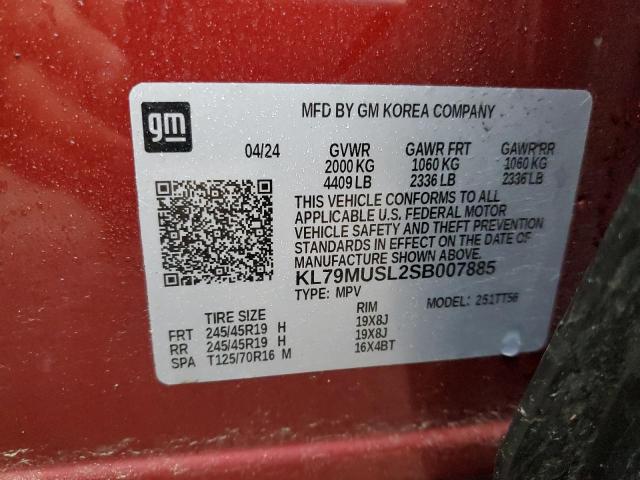 gm
MFD BY GM KOREA COMPANY
04/24 GVWR GAWR FRT GAWR RR
2000 KG 1060 KG 1060 KG
4409 LB 2336 LB 2336 LB
THIS VEHICLE CONFORMS TO ALL
APPLICABLE U.S. FEDERAL MOTOR
VEHICLE SAFETY AND THEFT PREVENTION
STANDARDS IN EFFECT ON THE DATE OF
MANUFACTURE SHOWN ABOVE.
KL79MUSL2SB007885
TYPE: MPV MODEL: 251TT56
TIRE SIZE RIM
FRT 245/45R19 H 19X8J
RR 245/45R19 H 19X8J
SPA T125/70R16 M 16X4BT